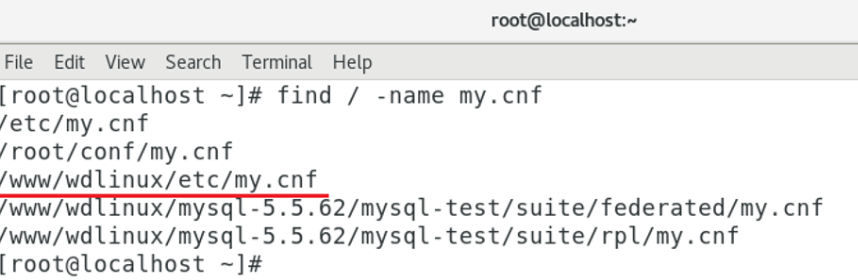 root@localhost:~
File Edit View Search Terminal Help
[root@localhost ~]# find / -name my.cnf
/etc/my.cnf
/root/conf/my.cnf
/www/wdlinux/etc/my.cnf
/www/wdlinux/mysql-5.5.62/mysql-test/suite/federated/my.cnf
/www/wdlinux/mysql-5.5.62/mysql-test/suite/rpl/my.cnf
[root@localhost ~]#